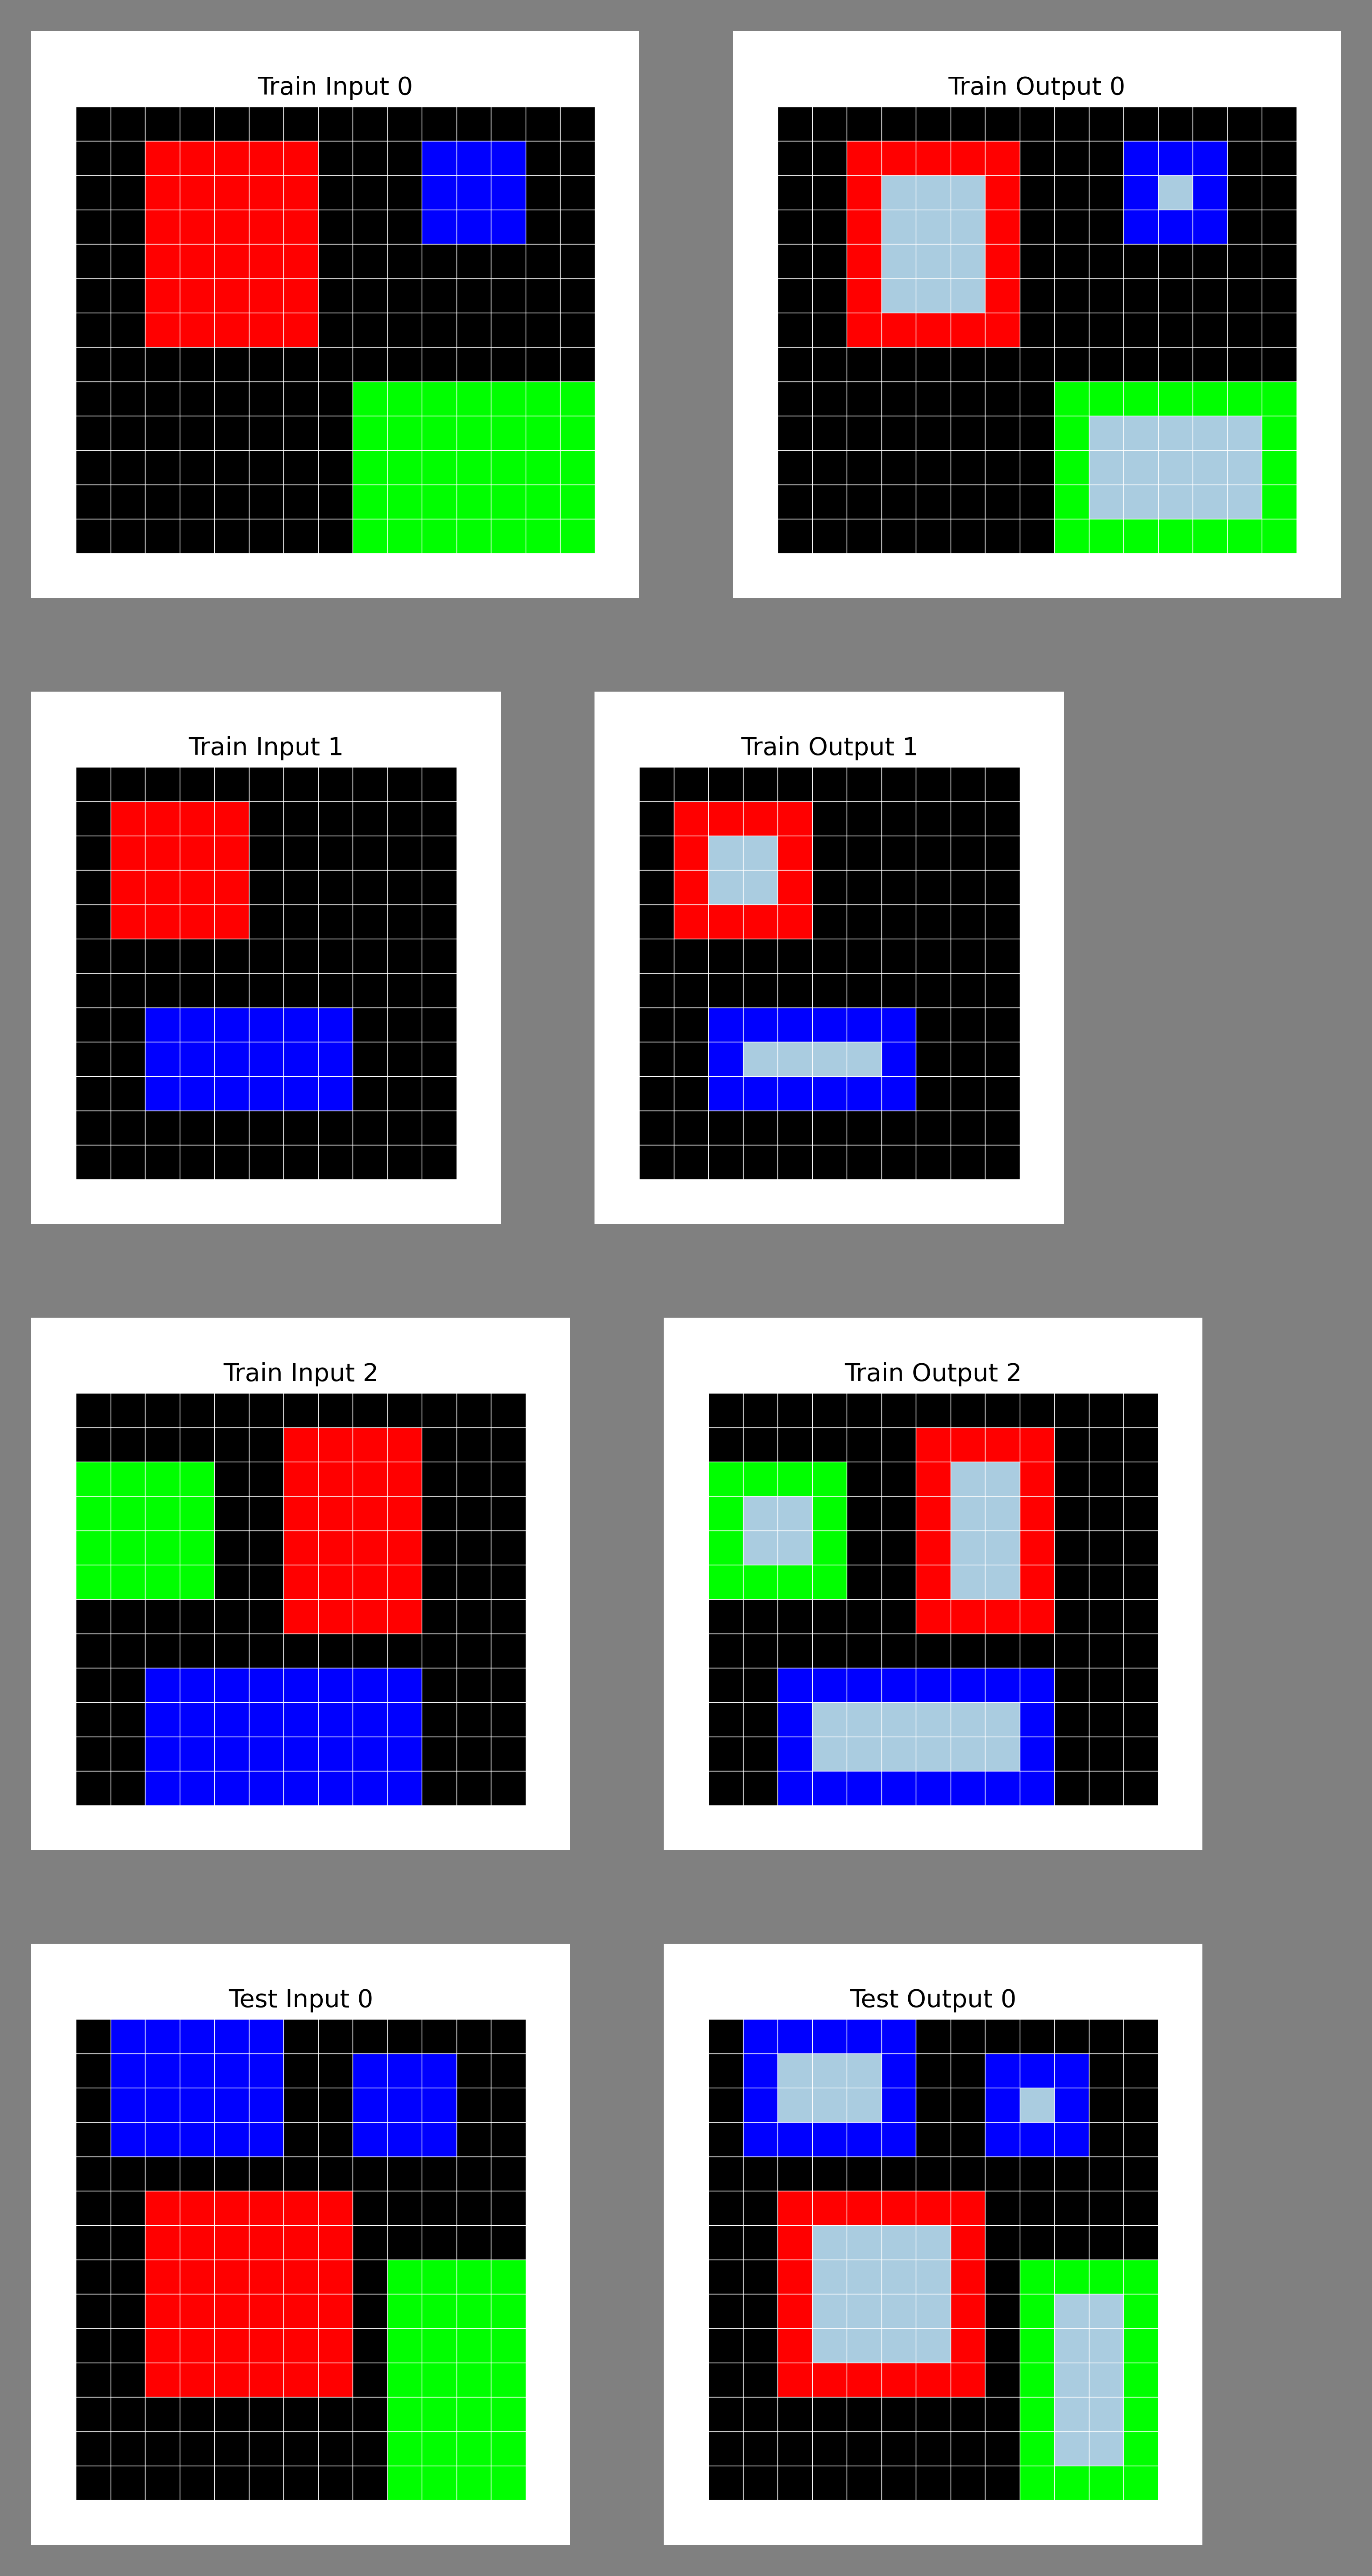 Train Input 0
Train Output 0
Train Input 1
Train Output 1
Train Input 2
Train Output 2
Test Input 0
Test Output 0